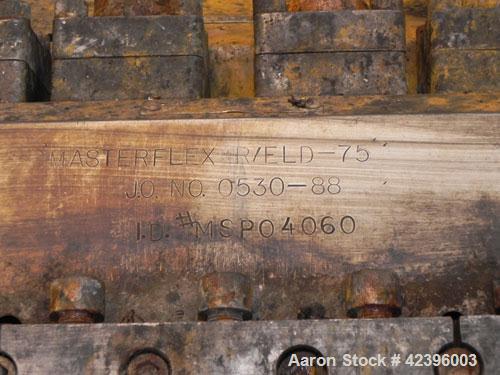 MASTERFLEX-R/ELD-75
J.O. NO. 0530-88
I.D. #MSP04060
Aaron Stock # 42396003